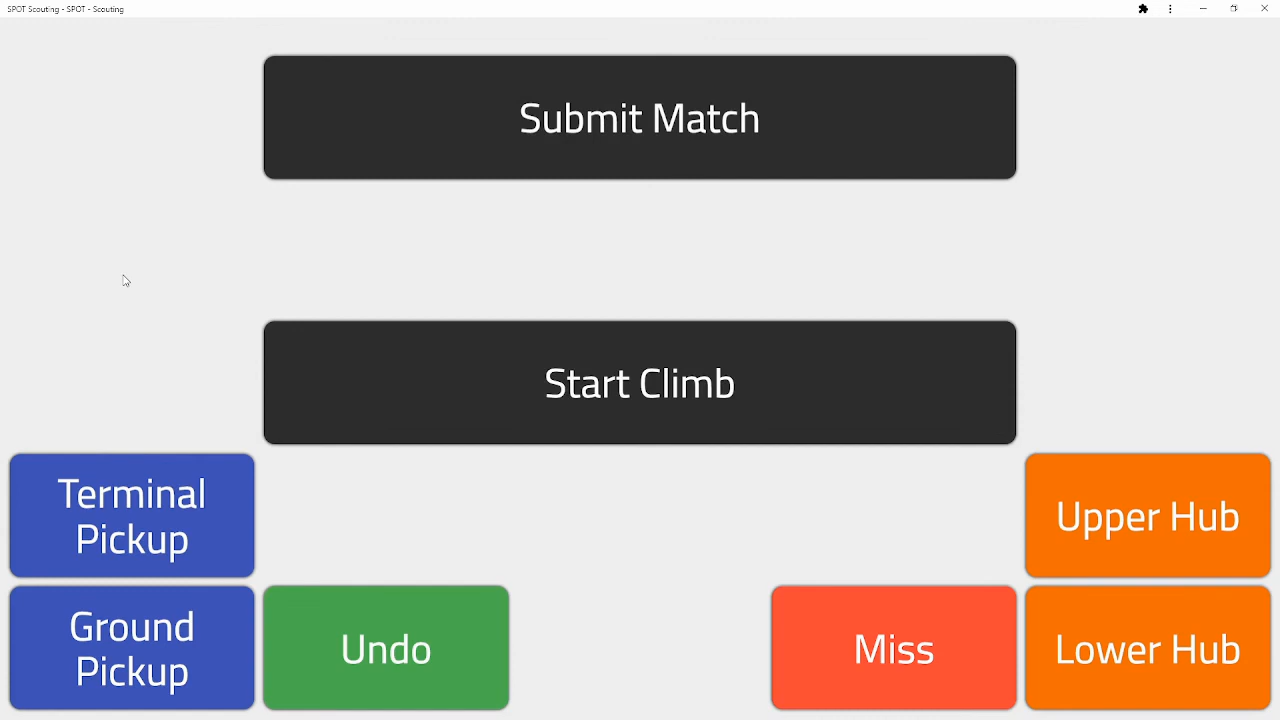 SPOT Scouting - SPOT - Scouting
Submit Match
Start Climb
Terminal
Pickup
Upper Hub
Ground
Pickup
Undo
Miss
Lower Hub